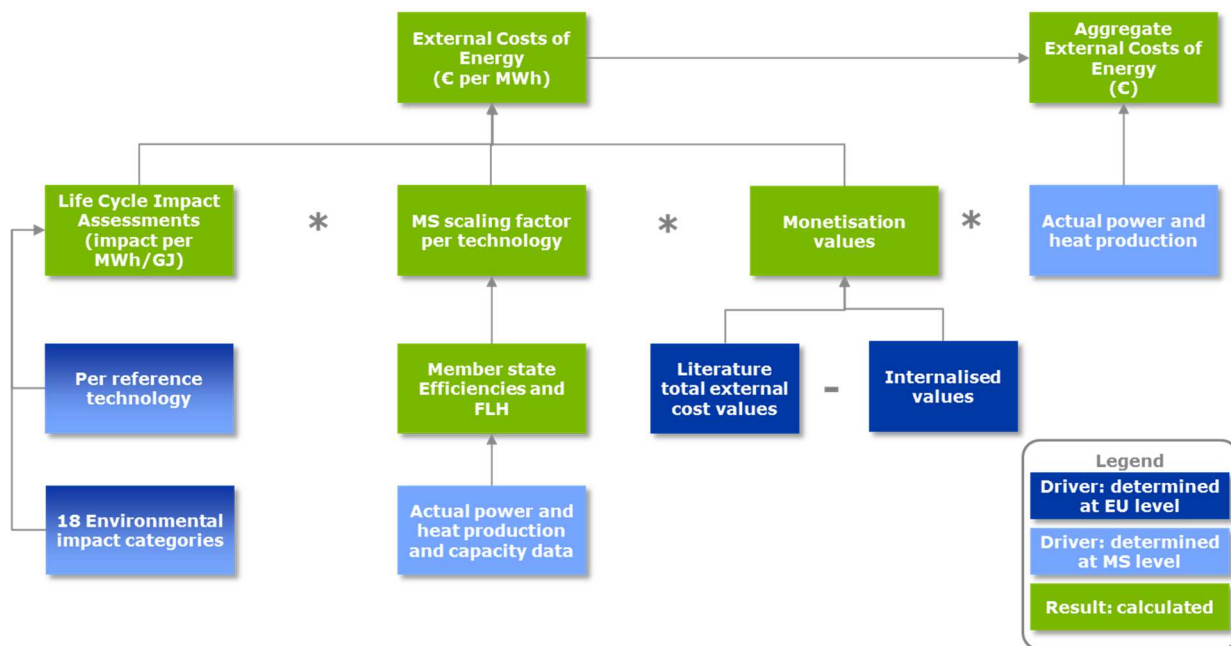 External Costs of
Energy
(€ per MWh)
Aggregate
External Costs of
Energy
(€)
Life Cycle Impact
Assessments
(impact per
MWh/GJ)
*
MS scaling factor
per technology
*
Monetisation
values
*
Actual power and
heat production
Per reference
technology
Member state
Efficiencies and
FLH
Literature
total external
cost values
-
Internalised
values
18 Environmental
impact categories
Actual power and
heat production
and capacity data
Legend
Driver: determined
at EU level
Driver: determined
at MS level
Result: calculated